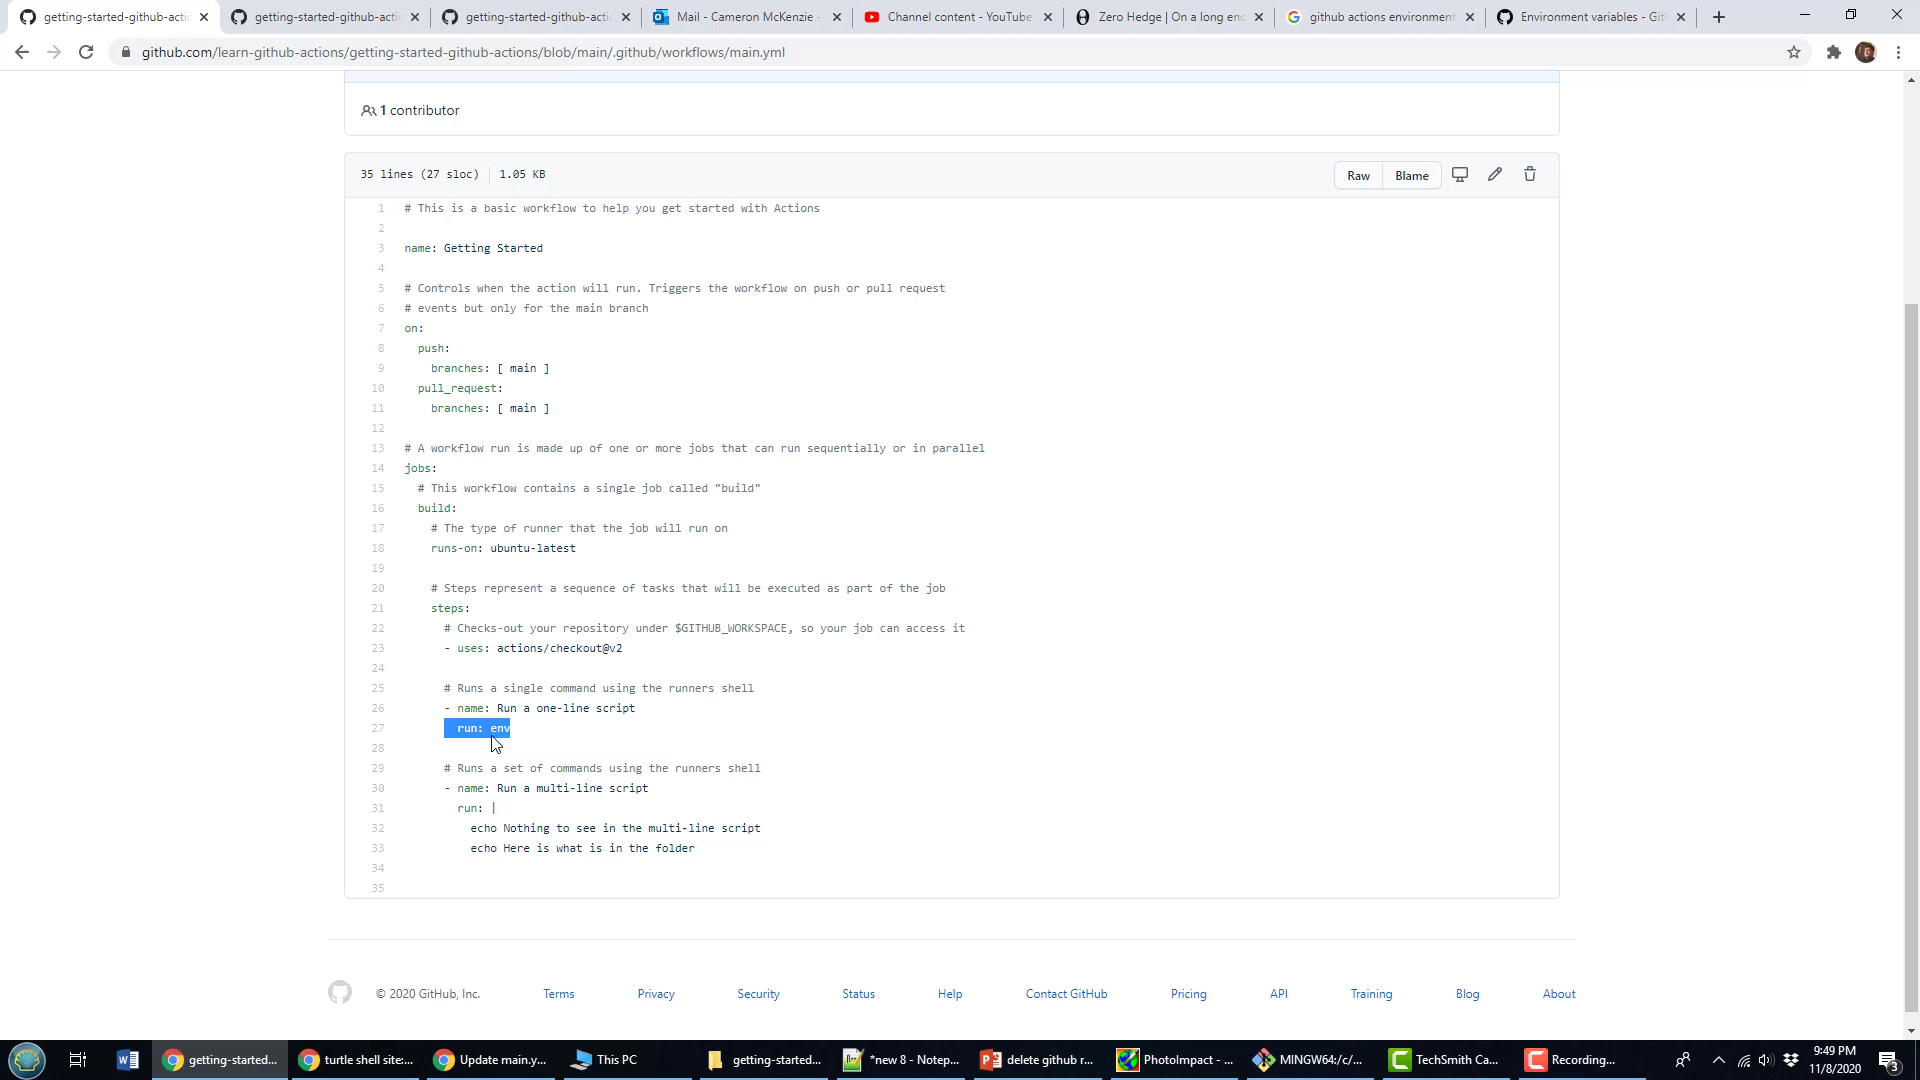 getting-started-github-acti
getting-started-github-acti
getting-started-github-acti
Mail - Cameron McKenzie -
Channel content - YouTube
Zero Hedge | On a long en
github actions environment
Environment variables - Git
github.com/learn-github-actions/getting-started-github-actions/blob/main/.github/workflows/main.yml
1 contributor
35 lines (27 sloc) 1.05 KB
Raw Blame
1 # This is a basic workflow to help you get started with Actions
2
3 name: Getting Started
4
5 # Controls when the action will run. Triggers the workflow on push or pull request
6 # events but only for the main branch
7 on:
8 push:
9 branches: [ main ]
10 pull_request:
11 branches: [ main ]
12
13 # A workflow run is made up of one or more jobs that can run sequentially or in parallel
14 jobs:
15 # This workflow contains a single job called "build"
16 build:
17 # The type of runner that the job will run on
18 runs-on: ubuntu-latest
19
20 # Steps represent a sequence of tasks that will be executed as part of the job
21 steps:
22 # Checks-out your repository under $GITHUB_WORKSPACE, so your job can access it
23 - uses: actions/checkout@v2
24
25 # Runs a single command using the runners shell
26 - name: Run a one-line script
27 run: env
28
29 # Runs a set of commands using the runners shell
30 - name: Run a multi-line script
31 run: |
32 echo Nothing to see in the multi-line script
33 echo Here is what is in the folder
34
35
© 2020 GitHub, Inc. Terms Privacy Security Status Help Contact GitHub Pricing API Training Blog About
getting-started... turtle shell site:... Update main.y... This PC getting-started... *new 8 - Notep... delete github r... PhotoImpact - ... MINGW64:/c/... TechSmith Ca... Recording...
9:49 PM
11/8/2020
3